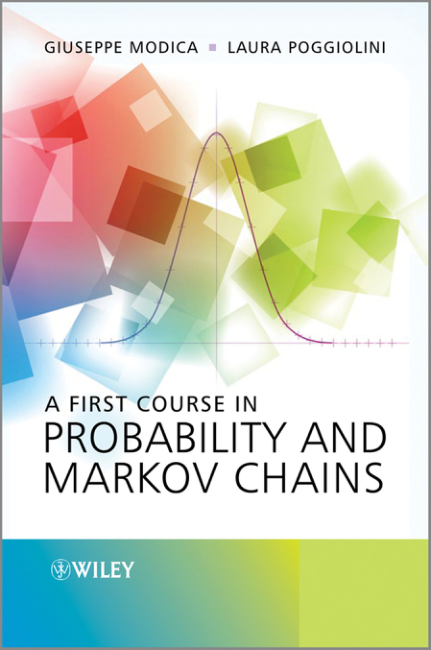 GIUSEPPE MODICA ▪ LAURA POGGIOLINI
A FIRST COURSE IN
PROBABILITY AND
MARKOV CHAINS
WILEY